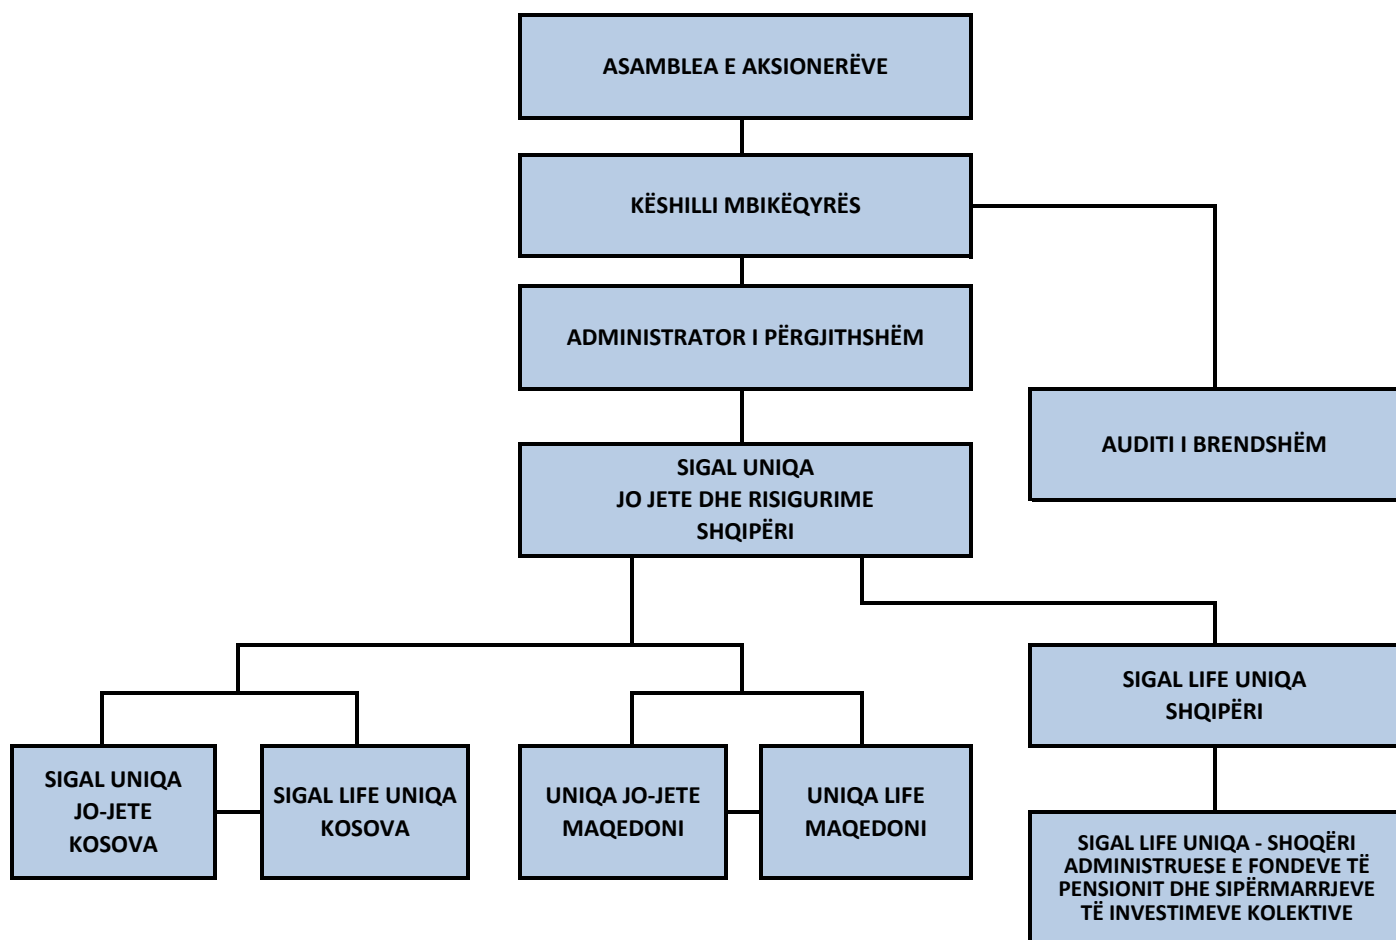 ASAMBLEA E AKSIONERËVE
KËSHILLI MBIKËQYRËS
ADMINISTRATOR I PËRGJITHSHËM
AUDITI I BRENDSHËM
SIGAL UNIQA
JO JETE DHE RISIGURIME
SHQIPËRI
SIGAL LIFE UNIQA
SHQIPËRI
SIGAL UNIQA
JO-JETE
KOSOVA
SIGAL LIFE UNIQA
KOSOVA
UNIQA JO-JETE
MAQEDONI
UNIQA LIFE
MAQEDONI
SIGAL LIFE UNIQA - SHOQËRI
ADMINISTRUESE E FONDEVE TË
PENSIONIT DHE SIPËRMARRJEVE
TË INVESTIMEVE KOLEKTIVE